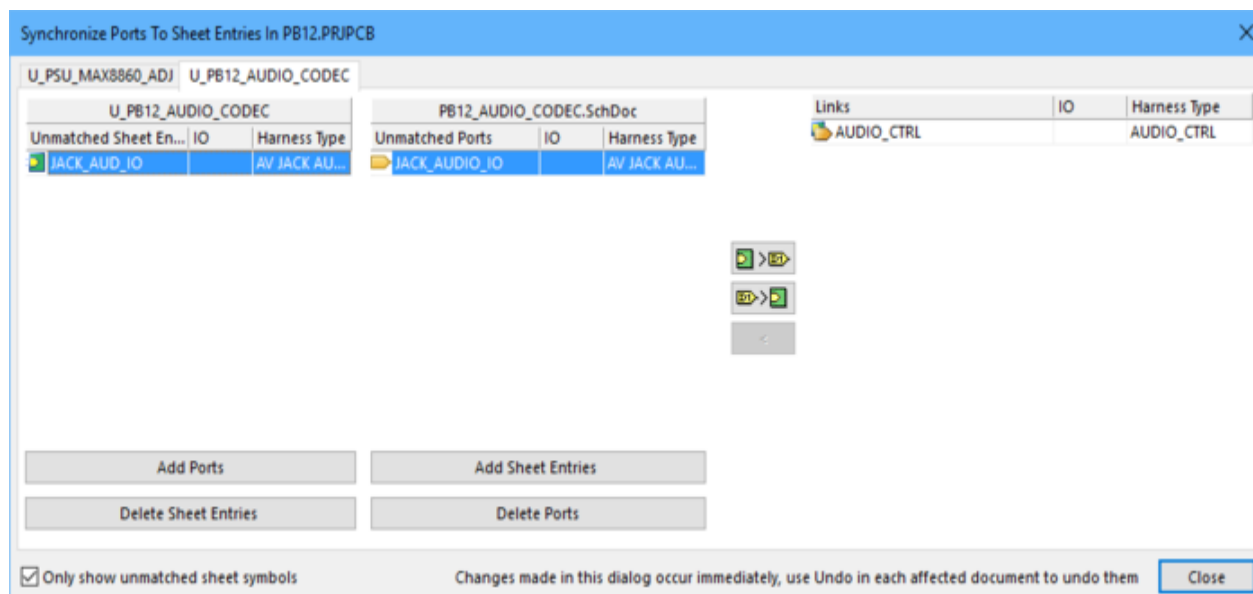 Synchronize Ports To Sheet Entries In PB12.PRJPCB
U_PSU_MAX8860_ADJ U_PB12_AUDIO_CODEC
U_PB12_AUDIO_CODEC PB12_AUDIO_CODEC.SchDoc Links IO Harness Type
Unmatched Sheet En... IO Harness Type Unmatched Ports IO Harness Type AUDIO_CTRL AUDIO_CTRL
JACK_AUD_IO AV JACK AU... JACK_AUDIO_IO AV JACK AU...
>
>
<
Add Ports Add Sheet Entries
Delete Sheet Entries Delete Ports
Only show unmatched sheet symbols Changes made in this dialog occur immediately, use Undo in each affected document to undo them Close